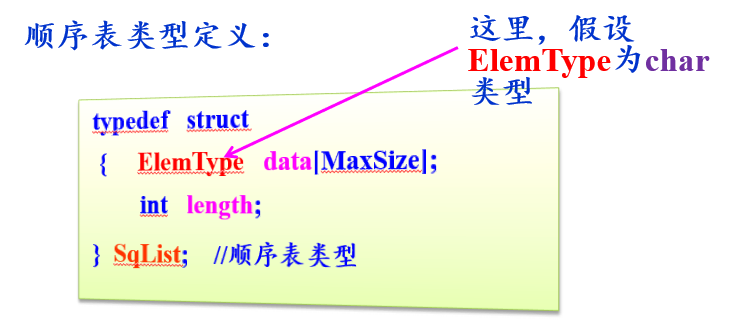 顺序表类型定义：
这里，假设
ElemType为char
类型
typedef struct
{ ElemType data[MaxSize];
int length;
} SqList; //顺序表类型